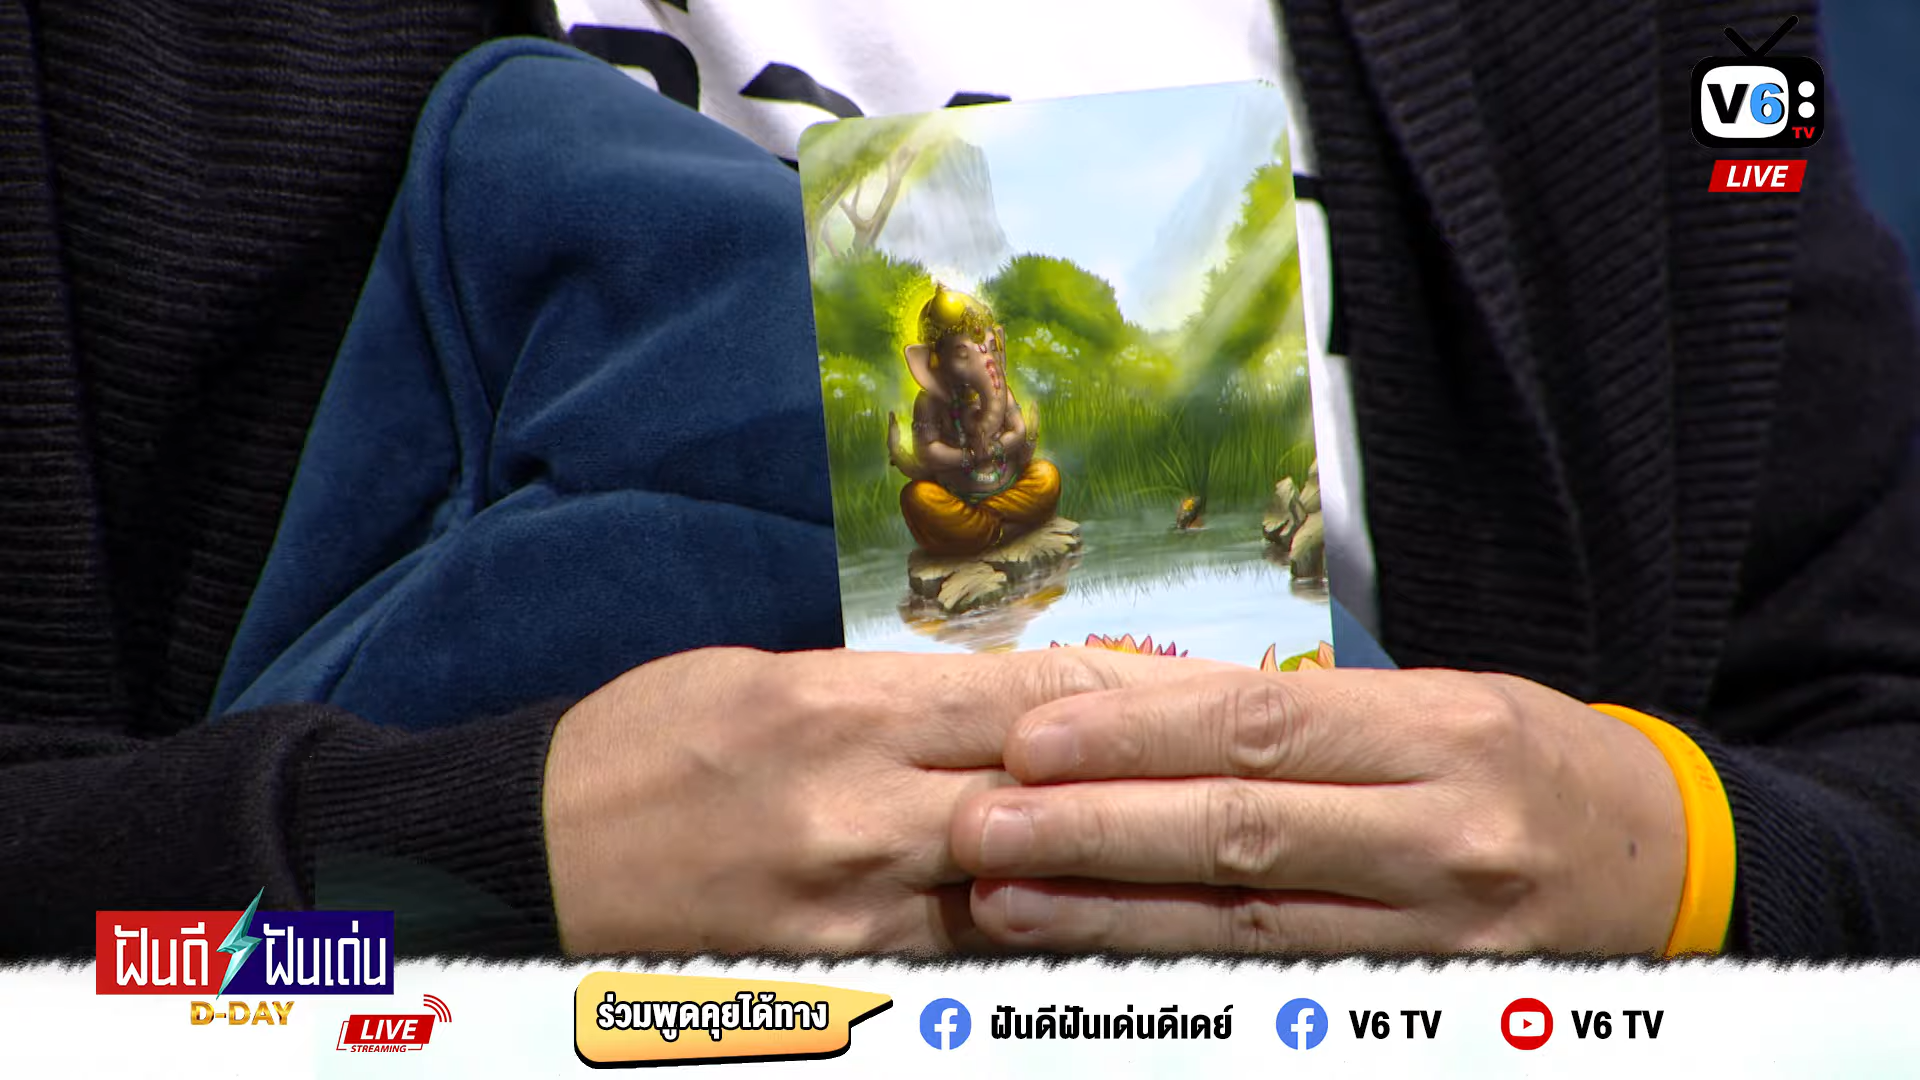 V6
TV
LIVE
ฝันดี ฝันเด่น
D-DAY
LIVE
STREAMING
ร่วมพูดคุยได้ทาง
ฝันดีฝันเด่นดีเดย์
V6 TV
V6 TV